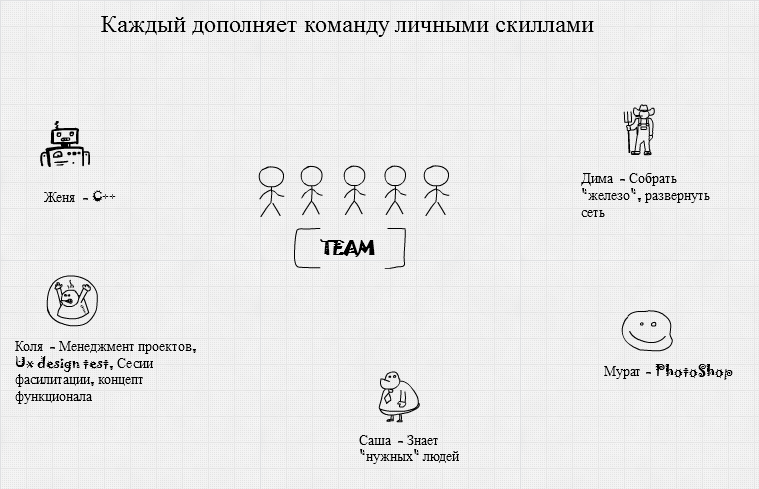 Каждый дополняет команду личными скиллами
Женя - C++
Дима - Собрать
"железо", развернуть
сеть
TEAM
Коля - Менеджмент проектов,
Ux design test, Сесии
фасилитации, концепт
функционала
Мурат - PhotoShop
Саша - Знает
"нужных" людей